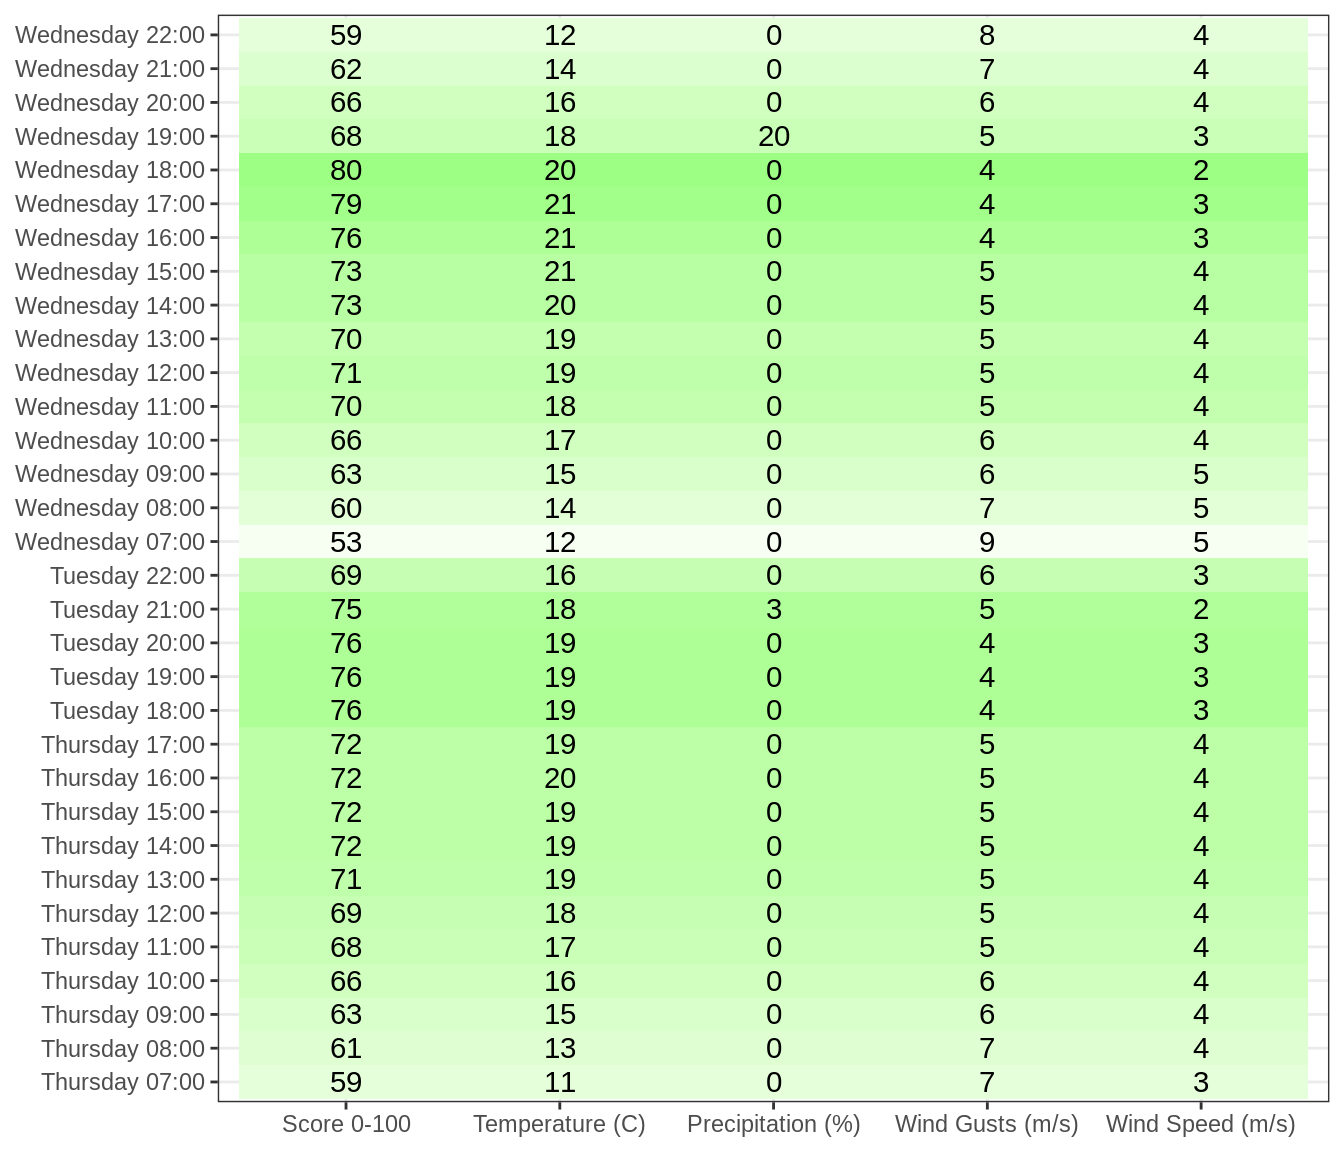 Wednesday 22:00 59 12 0 8 4
Wednesday 21:00 62 14 0 7 4
Wednesday 20:00 66 16 0 6 4
Wednesday 19:00 68 18 20 5 3
Wednesday 18:00 80 20 0 4 2
Wednesday 17:00 79 21 0 4 3
Wednesday 16:00 76 21 0 4 3
Wednesday 15:00 73 21 0 5 4
Wednesday 14:00 73 20 0 5 4
Wednesday 13:00 70 19 0 5 4
Wednesday 12:00 71 19 0 5 4
Wednesday 11:00 70 18 0 5 4
Wednesday 10:00 66 17 0 6 4
Wednesday 09:00 63 15 0 6 5
Wednesday 08:00 60 14 0 7 5
Wednesday 07:00 53 12 0 9 5
Tuesday 22:00 69 16 0 6 3
Tuesday 21:00 75 18 3 5 2
Tuesday 20:00 76 19 0 4 3
Tuesday 19:00 76 19 0 4 3
Tuesday 18:00 76 19 0 4 3
Thursday 17:00 72 19 0 5 4
Thursday 16:00 72 20 0 5 4
Thursday 15:00 72 19 0 5 4
Thursday 14:00 72 19 0 5 4
Thursday 13:00 71 19 0 5 4
Thursday 12:00 69 18 0 5 4
Thursday 11:00 68 17 0 5 4
Thursday 10:00 66 16 0 6 4
Thursday 09:00 63 15 0 6 4
Thursday 08:00 61 13 0 7 4
Thursday 07:00 59 11 0 7 3
Score 0-100 Temperature (C) Precipitation (%) Wind Gusts (m/s) Wind Speed (m/s)